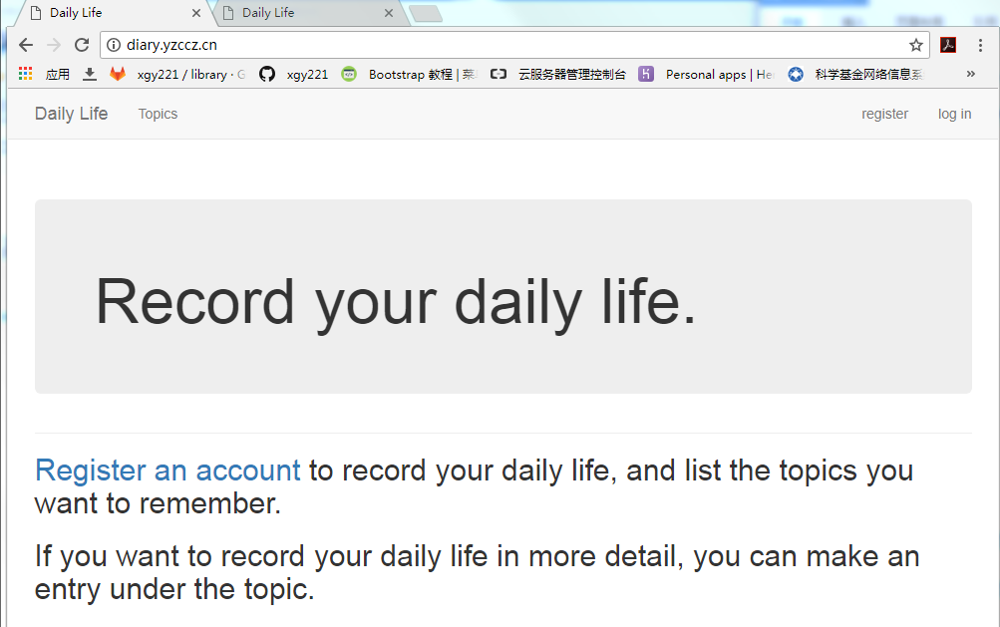 Daily Life
Daily Life
diary.yzccz.cn
应用
xgy221 / library · G
xgy221
Bootstrap 教程 | 菜
云服务器管理控制台
Personal apps | He
科学基金网络信息系
»
Daily Life
Topics
register
log in
Record your daily life.
Register an account to record your daily life, and list the topics you
want to remember.
If you want to record your daily life in more detail, you can make an
entry under the topic.